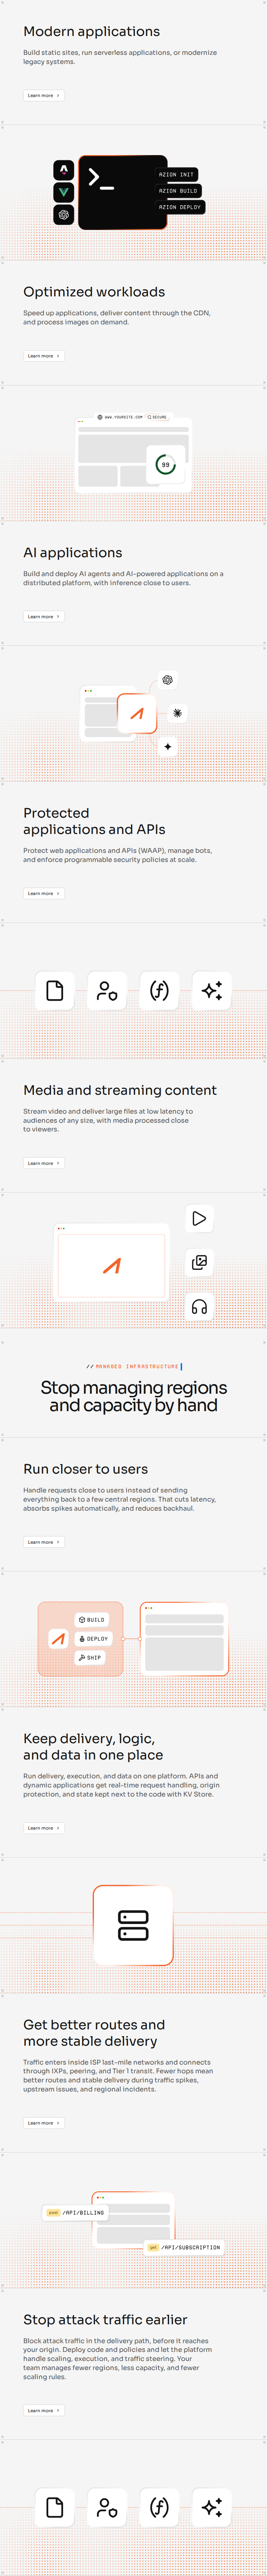 Modern applications
Build static sites, run serverless applications, or modernize
legacy systems.
Learn more
AZION INIT
AZION BUILD
AZION DEPLOY
Optimized workloads
Speed up applications, deliver content through the CDN,
and process images on demand.
Learn more
WWW.YOURSITE.COM
SECURE
99
AI applications
Build and deploy AI agents and AI-powered applications on a
distributed platform, with inference close to users.
Learn more
Protected
applications and APIs
Protect web applications and APIs (WAAP), manage bots,
and enforce programmable security policies at scale.
Learn more
Media and streaming content
Stream video and deliver large files at low latency to
audiences of any size, with media processed close
to viewers.
Learn more
// MANAGED INFRASTRUCTURE
Stop managing regions
and capacity by hand
Run closer to users
Handle requests close to users instead of sending
everything back to a few central regions. That cuts latency,
absorbs spikes automatically, and reduces backhaul.
Learn more
BUILD
DEPLOY
SHIP
Keep delivery, logic,
and data in one place
Run delivery, execution, and data on one platform. APIs and
dynamic applications get real-time request handling, origin
protection, and state kept next to the code with KV Store.
Learn more
Get better routes and
more stable delivery
Traffic enters inside ISP last-mile networks and connects
through IXPs, peering, and Tier 1 transit. Fewer hops mean
better routes and stable delivery during traffic spikes,
upstream issues, and regional incidents.
Learn more
/API/BILLING
get /API/SUBSCRIPTION
Stop attack traffic earlier
Block attack traffic in the delivery path, before it reaches
your origin. Deploy code and policies and let the platform
handle scaling, execution, and traffic steering. Your
team manages fewer regions, less capacity, and fewer
scaling rules.
Learn more